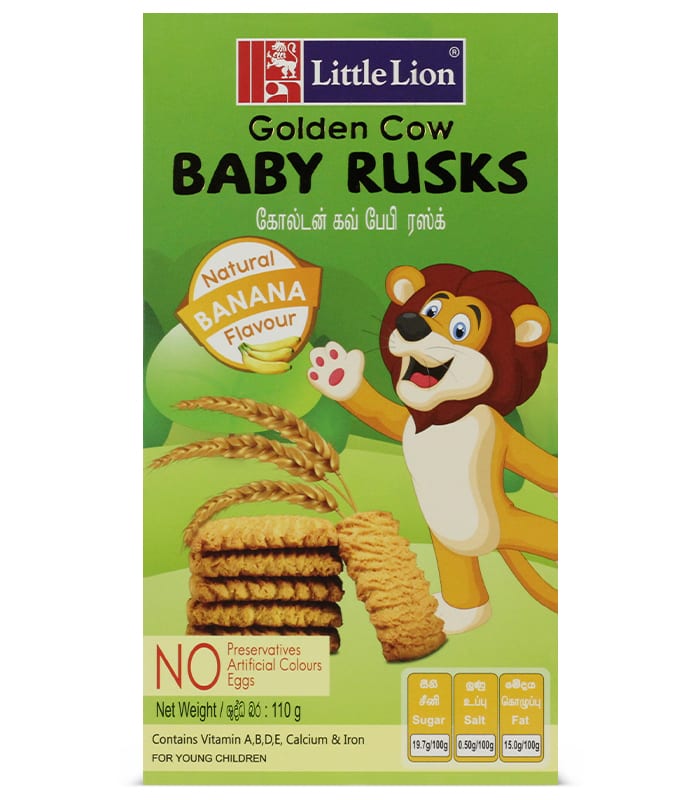 Little Lion®
Golden Cow
BABY RUSKS
கோல்டன் கவ் பேபி ரஸ்க்
Natural
BANANA
Flavour
NO Preservatives
Artificial Colours
Eggs
Net Weight / ශුද්ධ බර : 110 g
Contains Vitamin A,B,D,E, Calcium & Iron
FOR YOUNG CHILDREN
සීනි
சீனி
Sugar
19.7g/100g
ලුණු
உப்பு
Salt
0.50g/100g
මේදය
கொழுப்பு
Fat
15.0g/100g